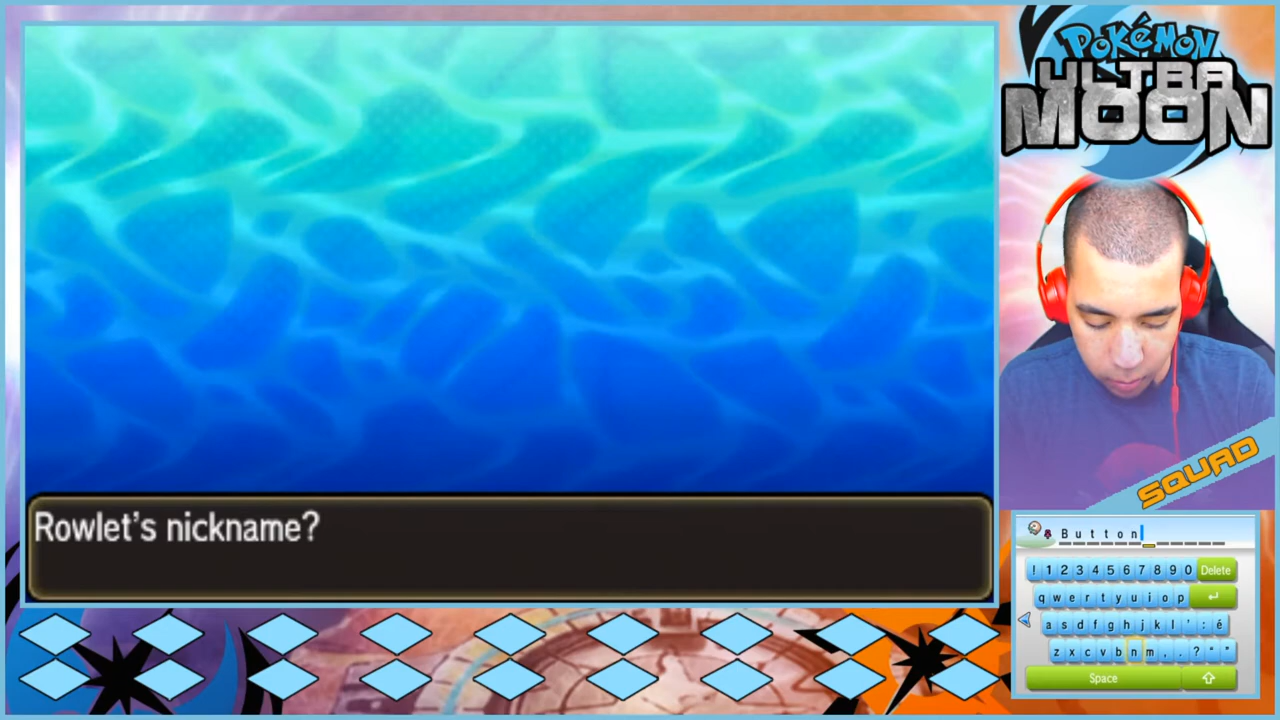 POKéMON
ULTRA
MOON
SQUAD
Rowlet's nickname?
Button
! 1 2 3 4 5 6 7 8 9 0 Delete
q w e r t y u i o p ↵
a s d f g h j k l ' : é
z x c v b n m , . ? “ ”
Space